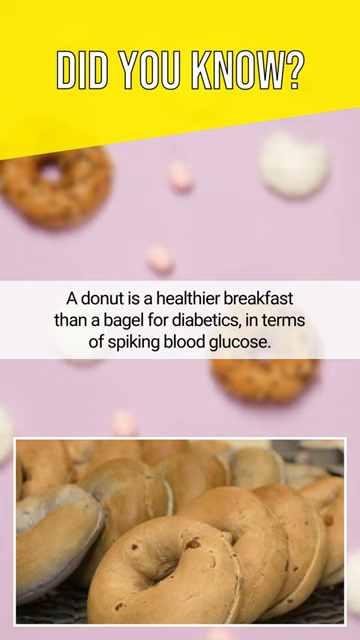 DID YOU KNOW?
A donut is a healthier breakfast
than a bagel for diabetics, in terms
of spiking blood glucose.